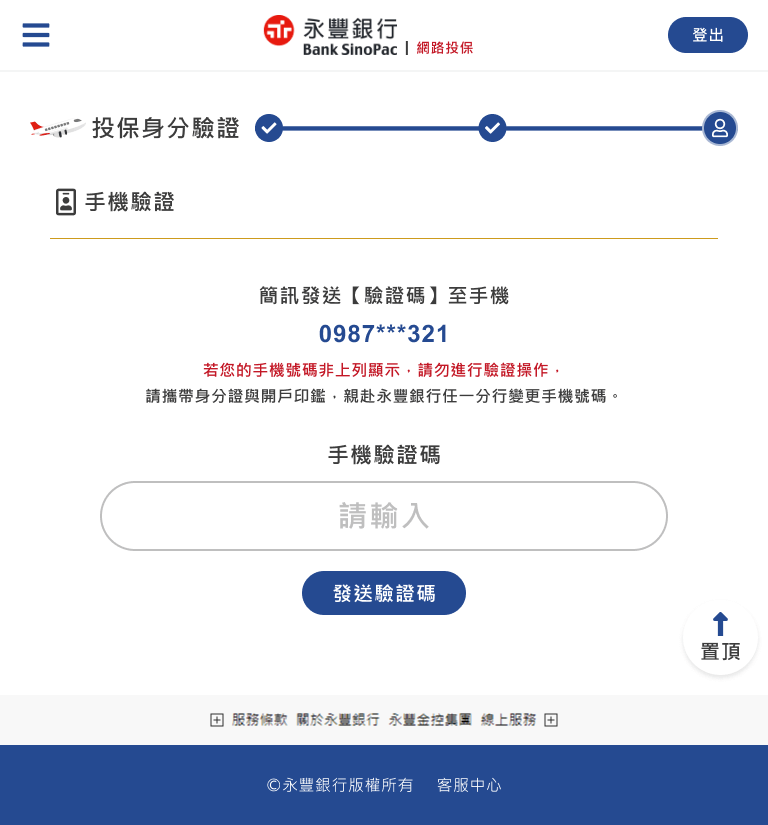 永豐銀行
Bank SinoPac
網路投保
登出
投保身分驗證
手機驗證
簡訊發送【驗證碼】至手機
0987***321
若您的手機號碼非上列顯示，請勿進行驗證操作，
請攜帶身分證與開戶印鑑，親赴永豐銀行任一分行變更手機號碼。
手機驗證碼
請輸入
發送驗證碼
置頂
服務條款 關於永豐銀行 永豐金控集團 線上服務
©永豐銀行版權所有 客服中心